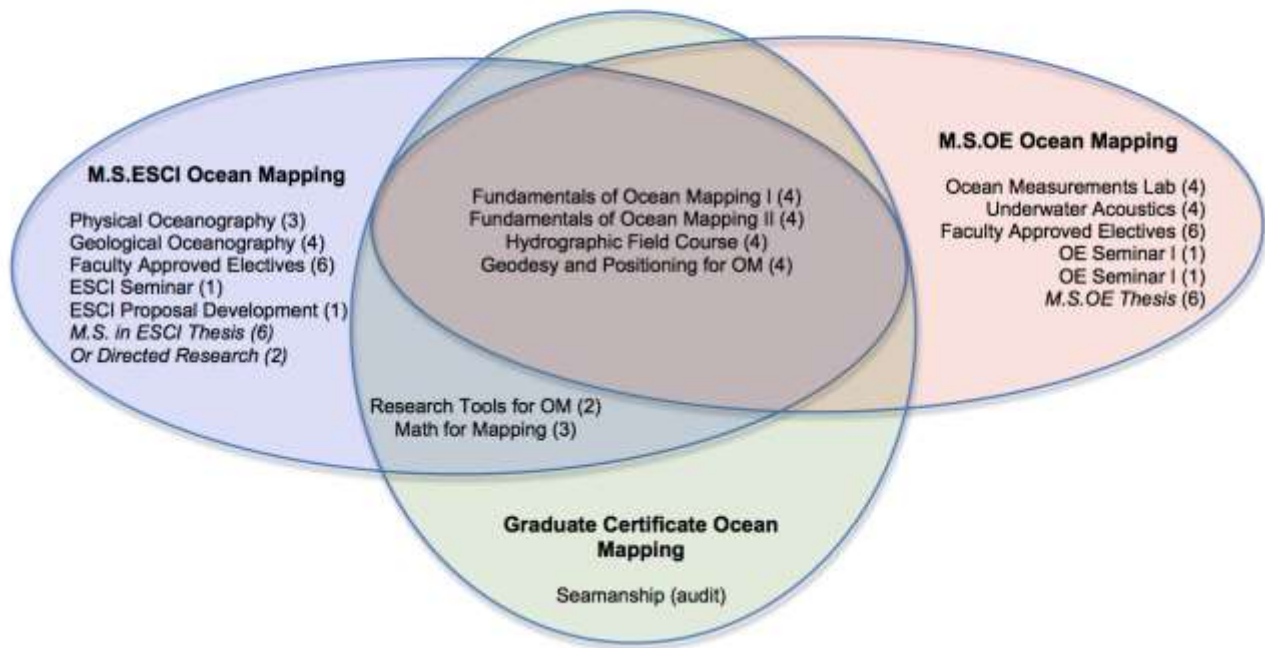 M.S.ESCI Ocean Mapping
Physical Oceanography (3)
Geological Oceanography (4)
Faculty Approved Electives (6)
ESCI Seminar (1)
ESCI Proposal Development (1)
M.S. in ESCI Thesis (6)
Or Directed Research (2)
Fundamentals of Ocean Mapping I (4)
Fundamentals of Ocean Mapping II (4)
Hydrographic Field Course (4)
Geodesy and Positioning for OM (4)
M.S.OE Ocean Mapping
Ocean Measurements Lab (4)
Underwater Acoustics (4)
Faculty Approved Electives (6)
OE Seminar I (1)
OE Seminar I (1)
M.S.OE Thesis (6)
Research Tools for OM (2)
Math for Mapping (3)
Graduate Certificate Ocean
Mapping
Seamanship (audit)